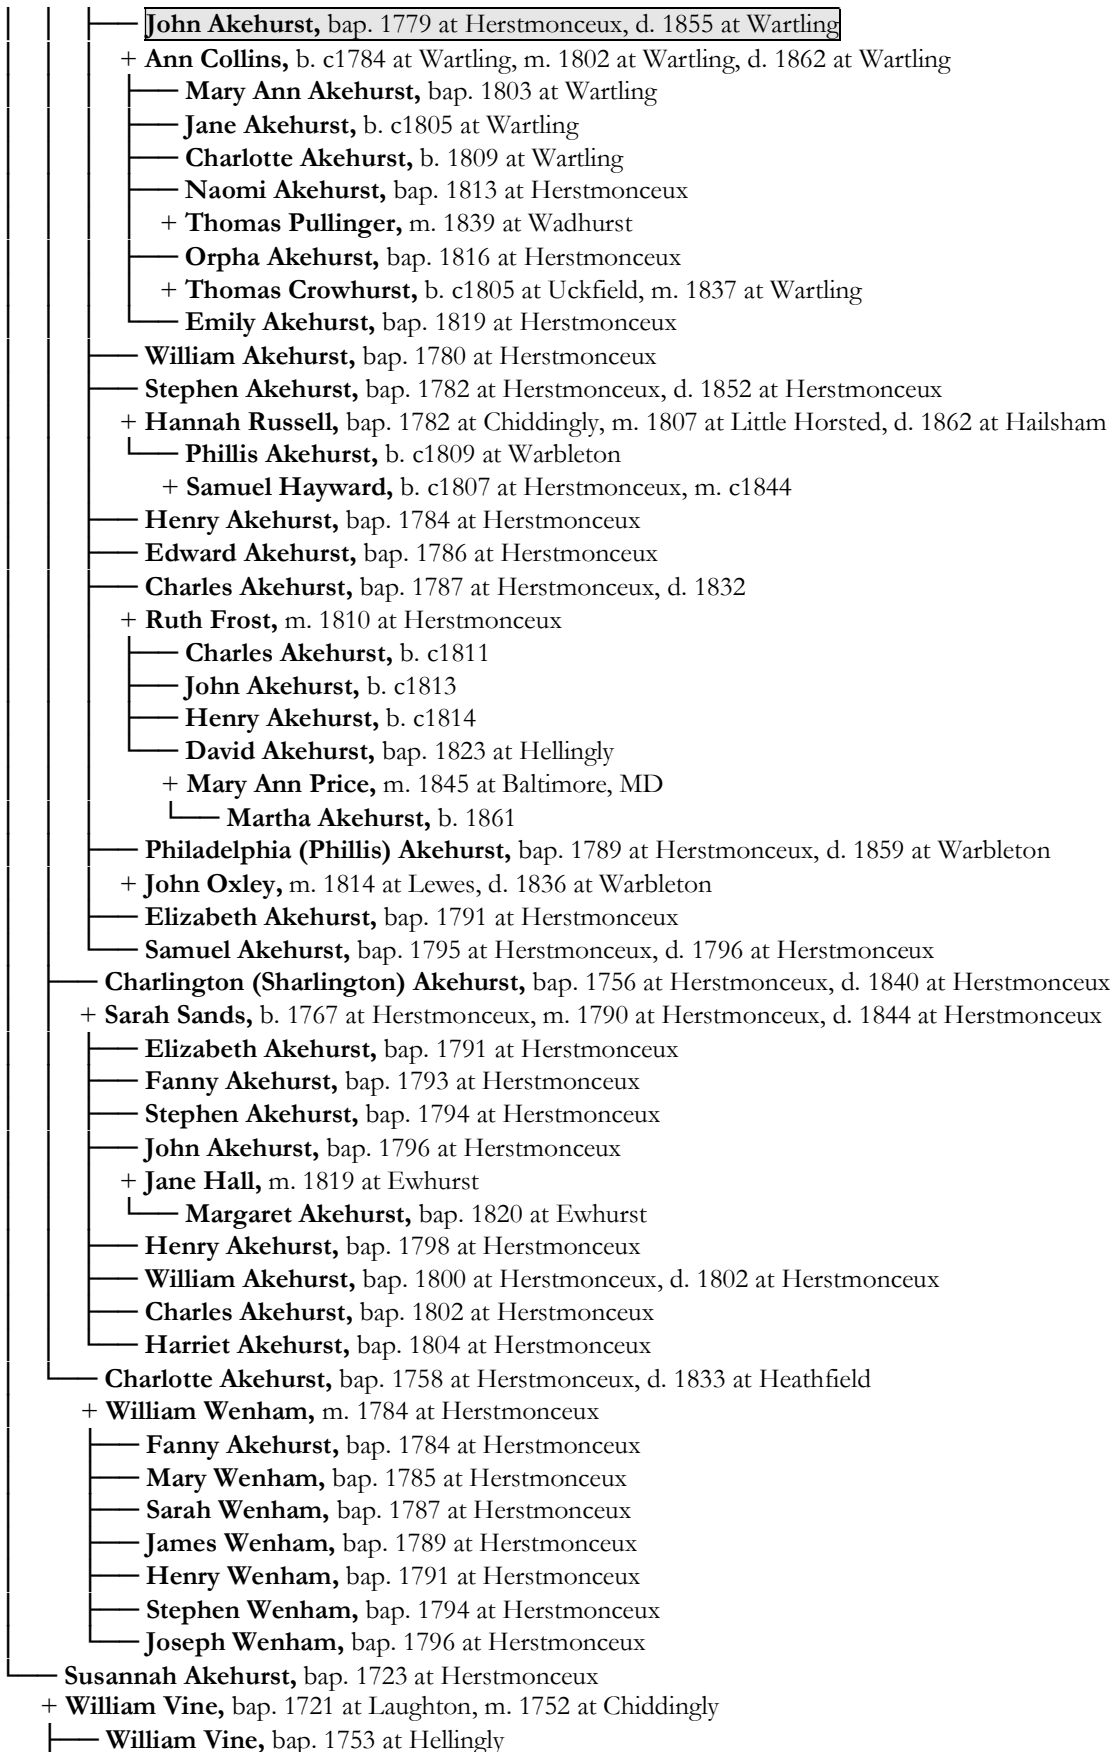 John Akehurst, bap. 1779 at Herstmonceux, d. 1855 at Wartling
+ Ann Collins, b. c1784 at Wartling, m. 1802 at Wartling, d. 1862 at Wartling
Mary Ann Akehurst, bap. 1803 at Wartling
Jane Akehurst, b. c1805 at Wartling
Charlotte Akehurst, b. 1809 at Wartling
Naomi Akehurst, bap. 1813 at Herstmonceux
+ Thomas Pullinger, m. 1839 at Wadhurst
Orpha Akehurst, bap. 1816 at Herstmonceux
+ Thomas Crowhurst, b. c1805 at Uckfield, m. 1837 at Wartling
Emily Akehurst, bap. 1819 at Herstmonceux
William Akehurst, bap. 1780 at Herstmonceux
Stephen Akehurst, bap. 1782 at Herstmonceux, d. 1852 at Herstmonceux
+ Hannah Russell, bap. 1782 at Chiddingly, m. 1807 at Little Horsted, d. 1862 at Hailsham
Phillis Akehurst, b. c1809 at Warbleton
+ Samuel Hayward, b. c1807 at Herstmonceux, m. c1844
Henry Akehurst, bap. 1784 at Herstmonceux
Edward Akehurst, bap. 1786 at Herstmonceux
Charles Akehurst, bap. 1787 at Herstmonceux, d. 1832
+ Ruth Frost, m. 1810 at Herstmonceux
Charles Akehurst, b. c1811
John Akehurst, b. c1813
Henry Akehurst, b. c1814
David Akehurst, bap. 1823 at Hellingly
+ Mary Ann Price, m. 1845 at Baltimore, MD
Martha Akehurst, b. 1861
Philadelphia (Phillis) Akehurst, bap. 1789 at Herstmonceux, d. 1859 at Warbleton
+ John Oxley, m. 1814 at Lewes, d. 1836 at Warbleton
Elizabeth Akehurst, bap. 1791 at Herstmonceux
Samuel Akehurst, bap. 1795 at Herstmonceux, d. 1796 at Herstmonceux
Charlington (Sharlington) Akehurst, bap. 1756 at Herstmonceux, d. 1840 at Herstmonceux
+ Sarah Sands, b. 1767 at Herstmonceux, m. 1790 at Herstmonceux, d. 1844 at Herstmonceux
Elizabeth Akehurst, bap. 1791 at Herstmonceux
Fanny Akehurst, bap. 1793 at Herstmonceux
Stephen Akehurst, bap. 1794 at Herstmonceux
John Akehurst, bap. 1796 at Herstmonceux
+ Jane Hall, m. 1819 at Ewhurst
Margaret Akehurst, bap. 1820 at Ewhurst
Henry Akehurst, bap. 1798 at Herstmonceux
William Akehurst, bap. 1800 at Herstmonceux, d. 1802 at Herstmonceux
Charles Akehurst, bap. 1802 at Herstmonceux
Harriet Akehurst, bap. 1804 at Herstmonceux
Charlotte Akehurst, bap. 1758 at Herstmonceux, d. 1833 at Heathfield
+ William Wenham, m. 1784 at Herstmonceux
Fanny Akehurst, bap. 1784 at Herstmonceux
Mary Wenham, bap. 1785 at Herstmonceux
Sarah Wenham, bap. 1787 at Herstmonceux
James Wenham, bap. 1789 at Herstmonceux
Henry Wenham, bap. 1791 at Herstmonceux
Stephen Wenham, bap. 1794 at Herstmonceux
Joseph Wenham, bap. 1796 at Herstmonceux
Susannah Akehurst, bap. 1723 at Herstmonceux
+ William Vine, bap. 1721 at Laughton, m. 1752 at Chiddingly
William Vine, bap. 1753 at Hellingly